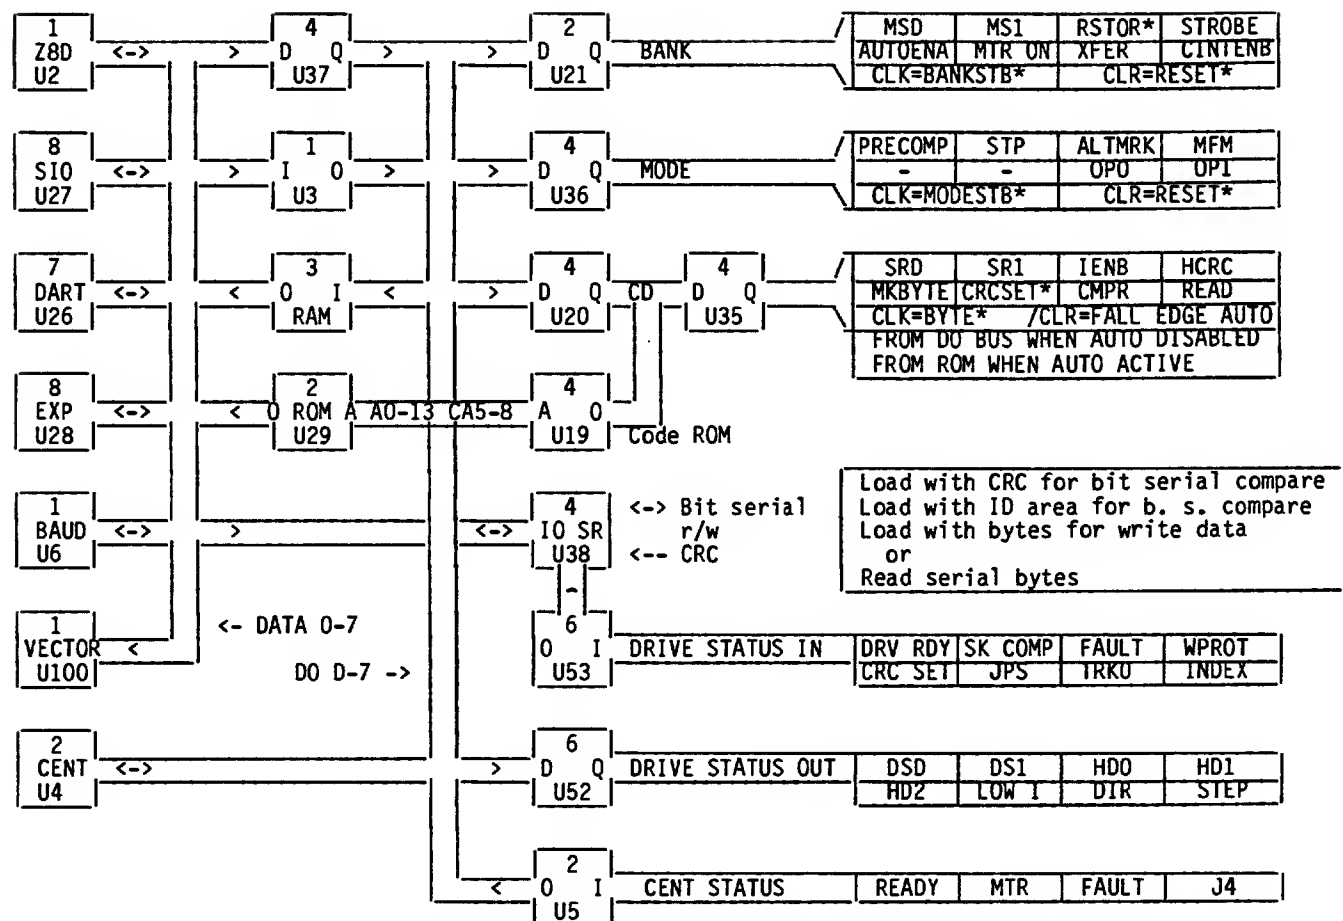 1 4 2 MSD MS1 RSTOR* STROBE
Z8D <-> > D Q > > D Q BANK AUTOENA MTR ON XFER CINTENB
U2 U37 U21 CLK=BANKSTB* CLR=RESET*
8 1 4 PRECOMP STP ALTMRK MFM
SIO <-> > I O > > D Q MODE - - OP0 OP1
U27 U3 U36 CLK=MODESTB* CLR=RESET*
7 3 4 4 SRD SR1 IENB HCRC
DART <-> < O I < > D Q CD D Q MKBYTE CRCSET* CMPR READ
U26 RAM U20 U35 CLK=BYTE* /CLR=FALL EDGE AUTO
FROM DO BUS WHEN AUTO DISABLED
8 2 4 FROM ROM WHEN AUTO ACTIVE
EXP <-> < O ROM A A0-13 CA5-8 A O
U28 U29 U19 Code ROM
1 4 <-> Bit serial Load with CRC for bit serial compare
BAUD <-> > <-> IO SR r/w Load with ID area for b. s. compare
U6 U38 <-- CRC Load with bytes for write data
or
- Read serial bytes
1 <- DATA 0-7 6
VECTOR < O I DRIVE STATUS IN DRV RDY SK COMP FAULT WPROT
U100 DO D-7 -> U53 CRC SET JPS TRK0 INDEX
2 6
CENT <-> > D Q DRIVE STATUS OUT DSD DS1 HD0 HD1
U4 U52 HD2 LOW I DIR STEP
2
< O I CENT STATUS READY MTR FAULT J4
U5